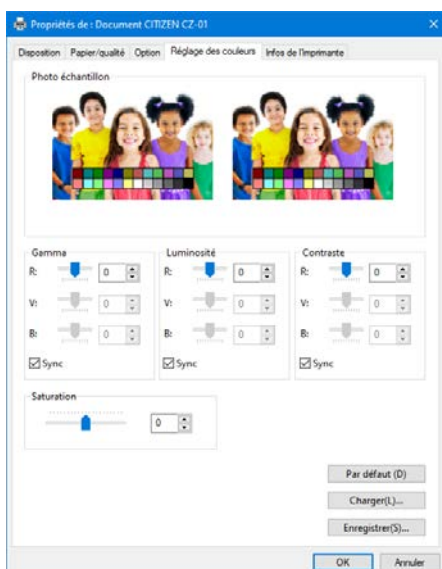 Propriétés de : Document CITIZEN CZ-01
Disposition Papier/qualité Option Réglage des couleurs Infos de l'imprimante
Photo échantillon
Gamma Luminosité Contraste
R: 0 R: 0 R: 0
V: 0 V: 0 V: 0
B: 0 B: 0 B: 0
Sync Sync Sync
Saturation
0
Par défaut (D)
Charger(L)...
Enregistrer(S)...
OK Annuler